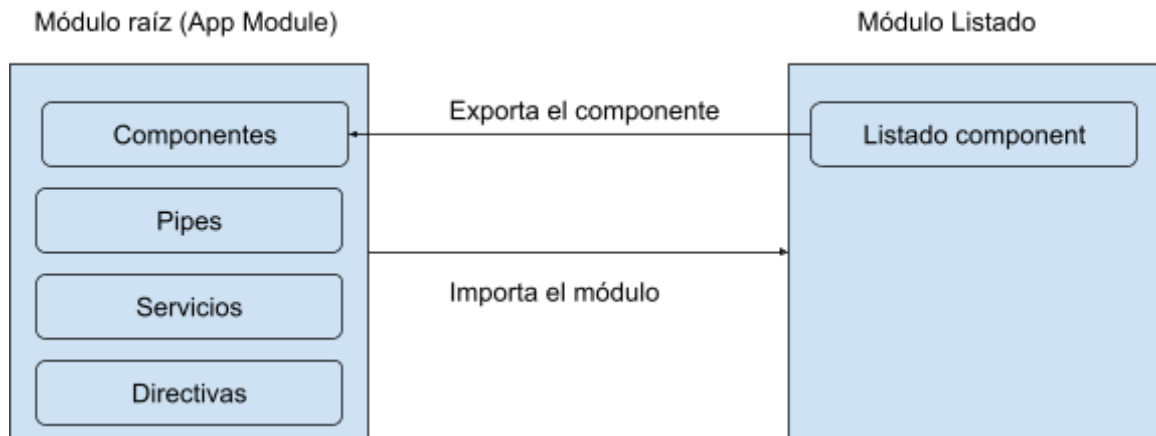 Módulo raíz (App Module)
Módulo Listado
Exporta el componente
Componentes
Listado component
Pipes
Importa el módulo
Servicios
Directivas